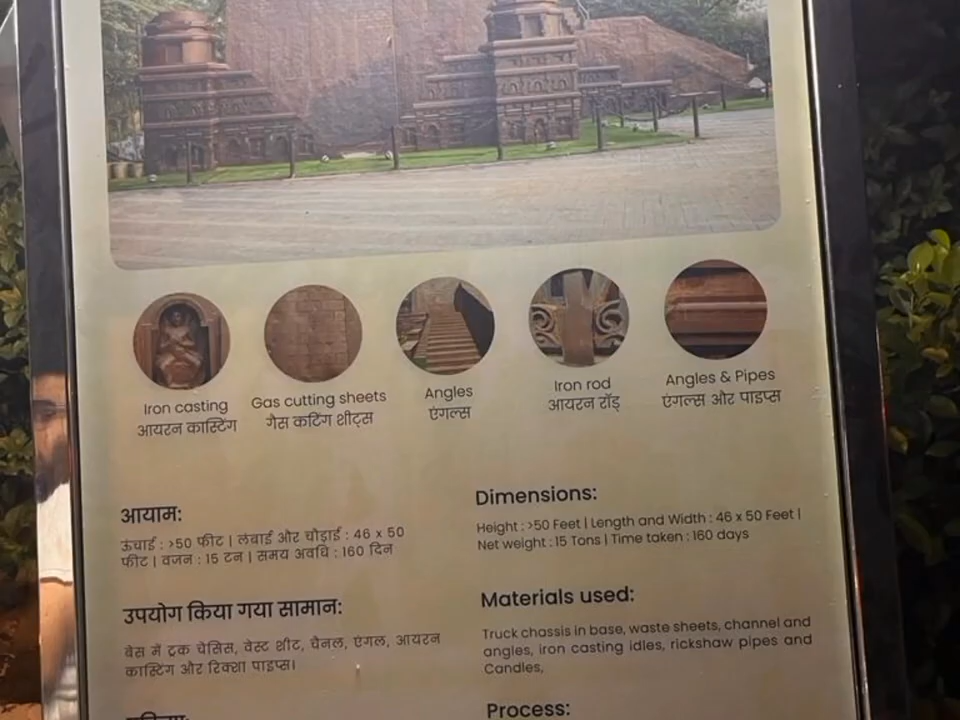 Iron casting
आयरन कास्टिंग
Gas cutting sheets
गैस कटिंग शीट्स
Angles
एंगल्स
Iron rod
आयरन रॉड्
Angles & Pipes
एंगल्स और पाइप्स
आयाम:
ऊंचाई : >50 फीट | लंबाई और चौड़ाई : 46 x 50
फीट | वजन : 15 टन | समय अवधि : 160 दिन
उपयोग किया गया सामान:
बेस में ट्रक चेसिस, वेस्ट शीट, चैनल, एंगल, आयरन
कास्टिंग और रिक्शा पाइप्स।
Dimensions:
Height : >50 Feet | Length and Width : 46 x 50 Feet |
Net weight : 15 Tons | Time taken : 160 days
Materials used:
Truck chassis in base, waste sheets, channel and
angles, iron casting idles, rickshaw pipes and
Candles,
Process: